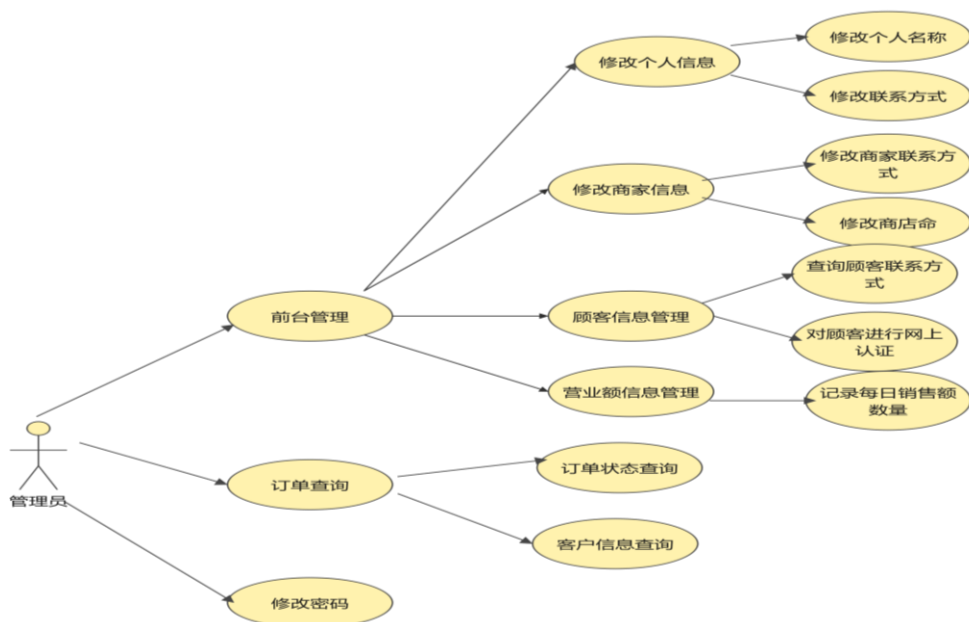 修改个人名称
修改个人信息
修改联系方式
修改商家联系方
式
修改商家信息
修改商店命
查询顾客联系方
式
前台管理
顾客信息管理
对顾客进行网上
认证
营业额信息管理
记录每日销售额
数量
订单状态查询
订单查询
管理员
客户信息查询
修改密码